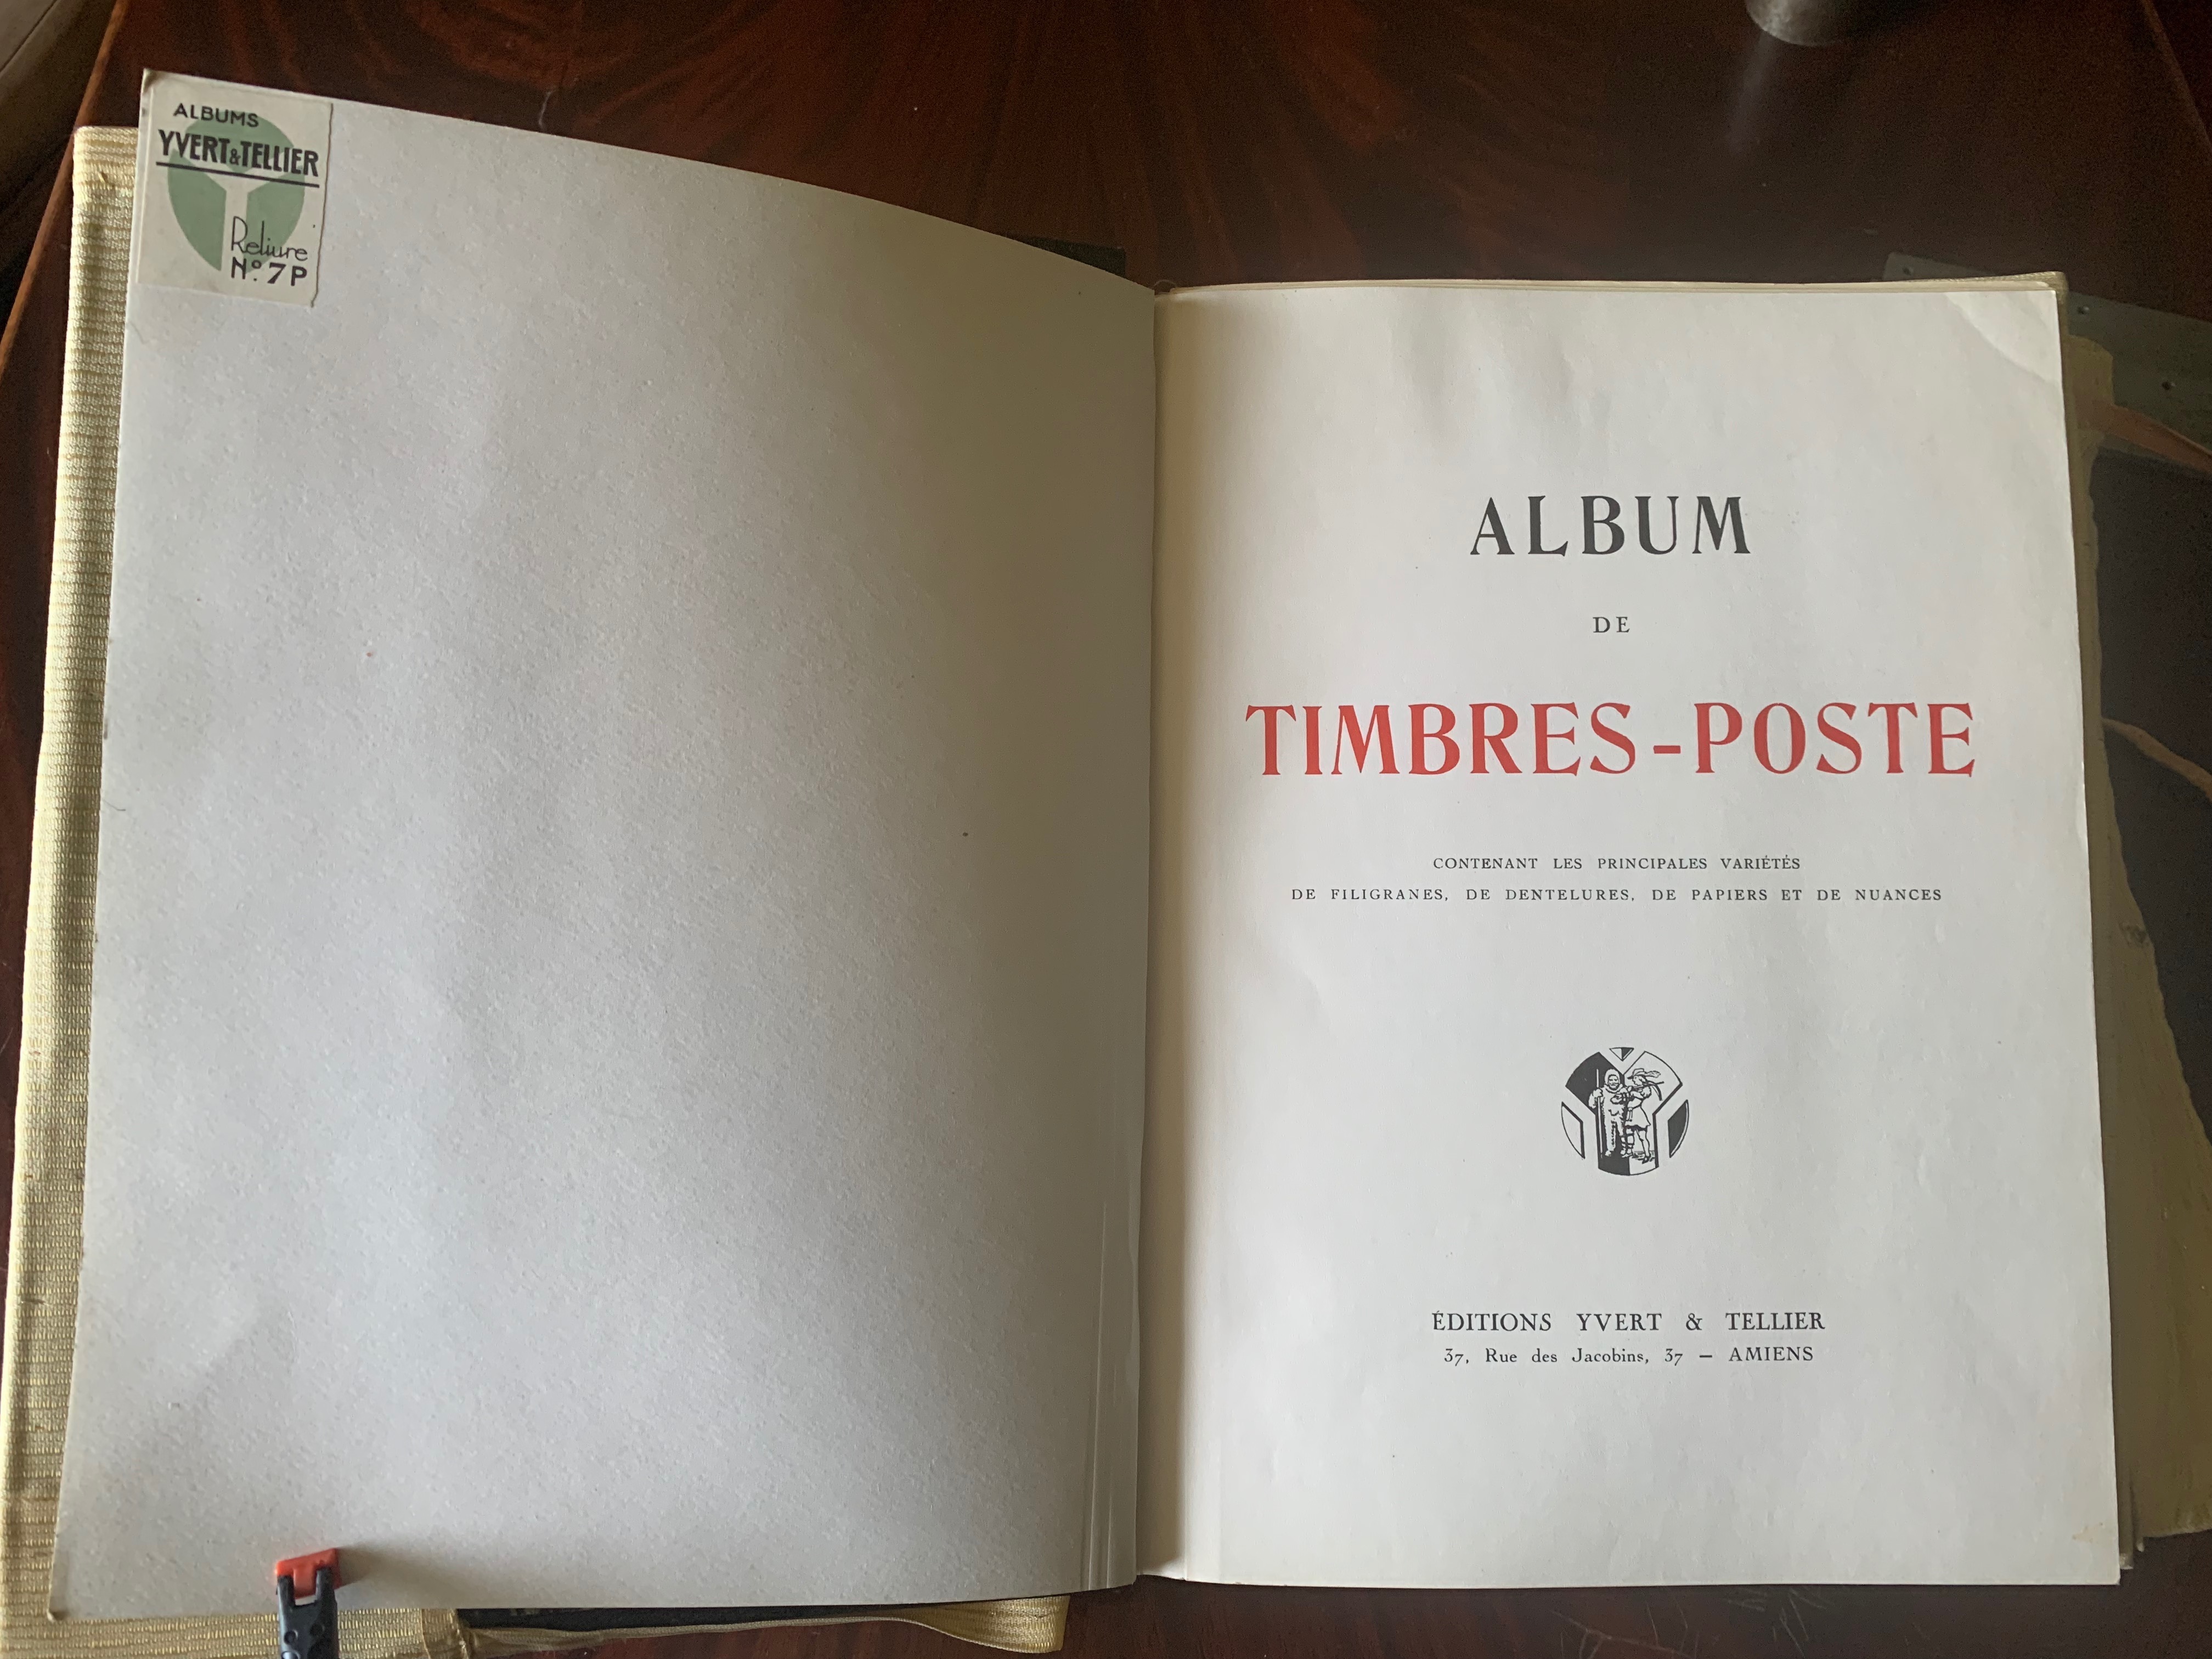 ALBUMS
YVERT & TELLIER
Reliure
N° 7 P
ALBUM
DE
TIMBRES-POSTE
CONTENANT LES PRINCIPALES VARIÉTÉS
DE FILIGRANES, DE DENTELURES, DE PAPIERS ET DE NUANCES
ÉDITIONS YVERT & TELLIER
37, Rue des Jacobins, 37 — AMIENS